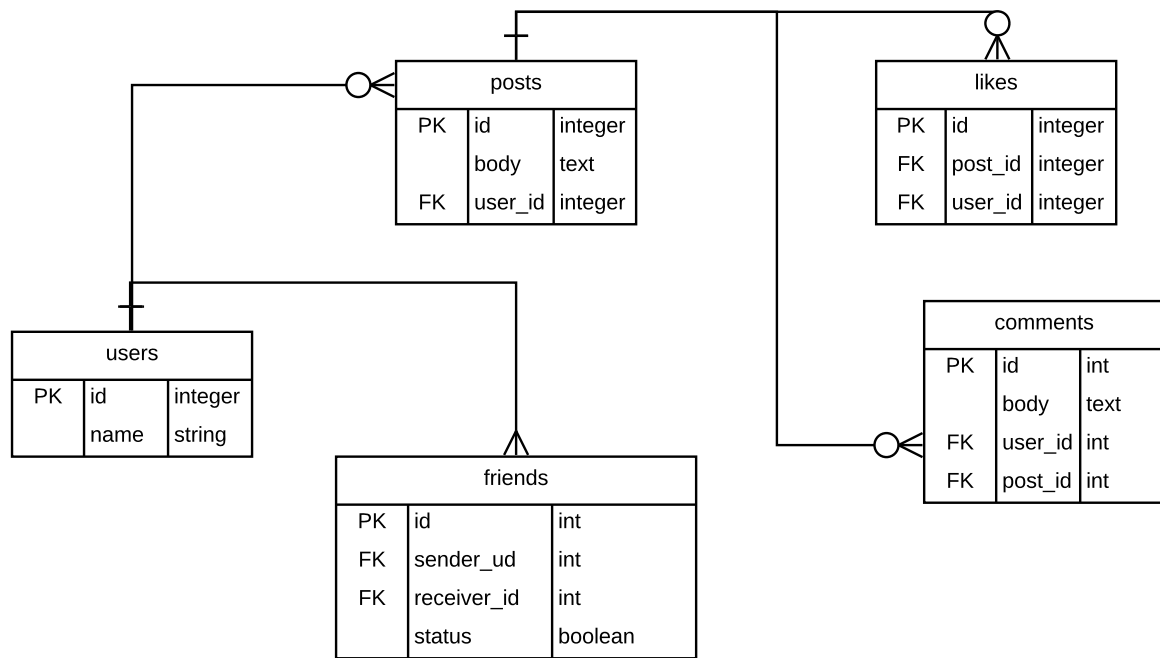 posts
PK id integer
body text
FK user_id integer
likes
PK id integer
FK post_id integer
FK user_id integer
users
PK id integer
name string
comments
PK id int
body text
FK user_id int
FK post_id int
friends
PK id int
FK sender_ud int
FK receiver_id int
status boolean